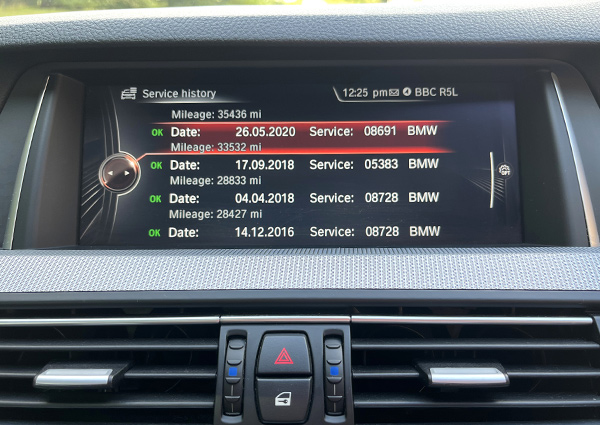 Service history 12:25 pm BBC R5L
Mileage: 35436 mi
OK Date: 26.05.2020 Service: 08691 BMW
Mileage: 33532 mi
OK Date: 17.09.2018 Service: 05383 BMW
Mileage: 28833 mi
OK Date: 04.04.2018 Service: 08728 BMW
Mileage: 28427 mi
OK Date: 14.12.2016 Service: 08728 BMW